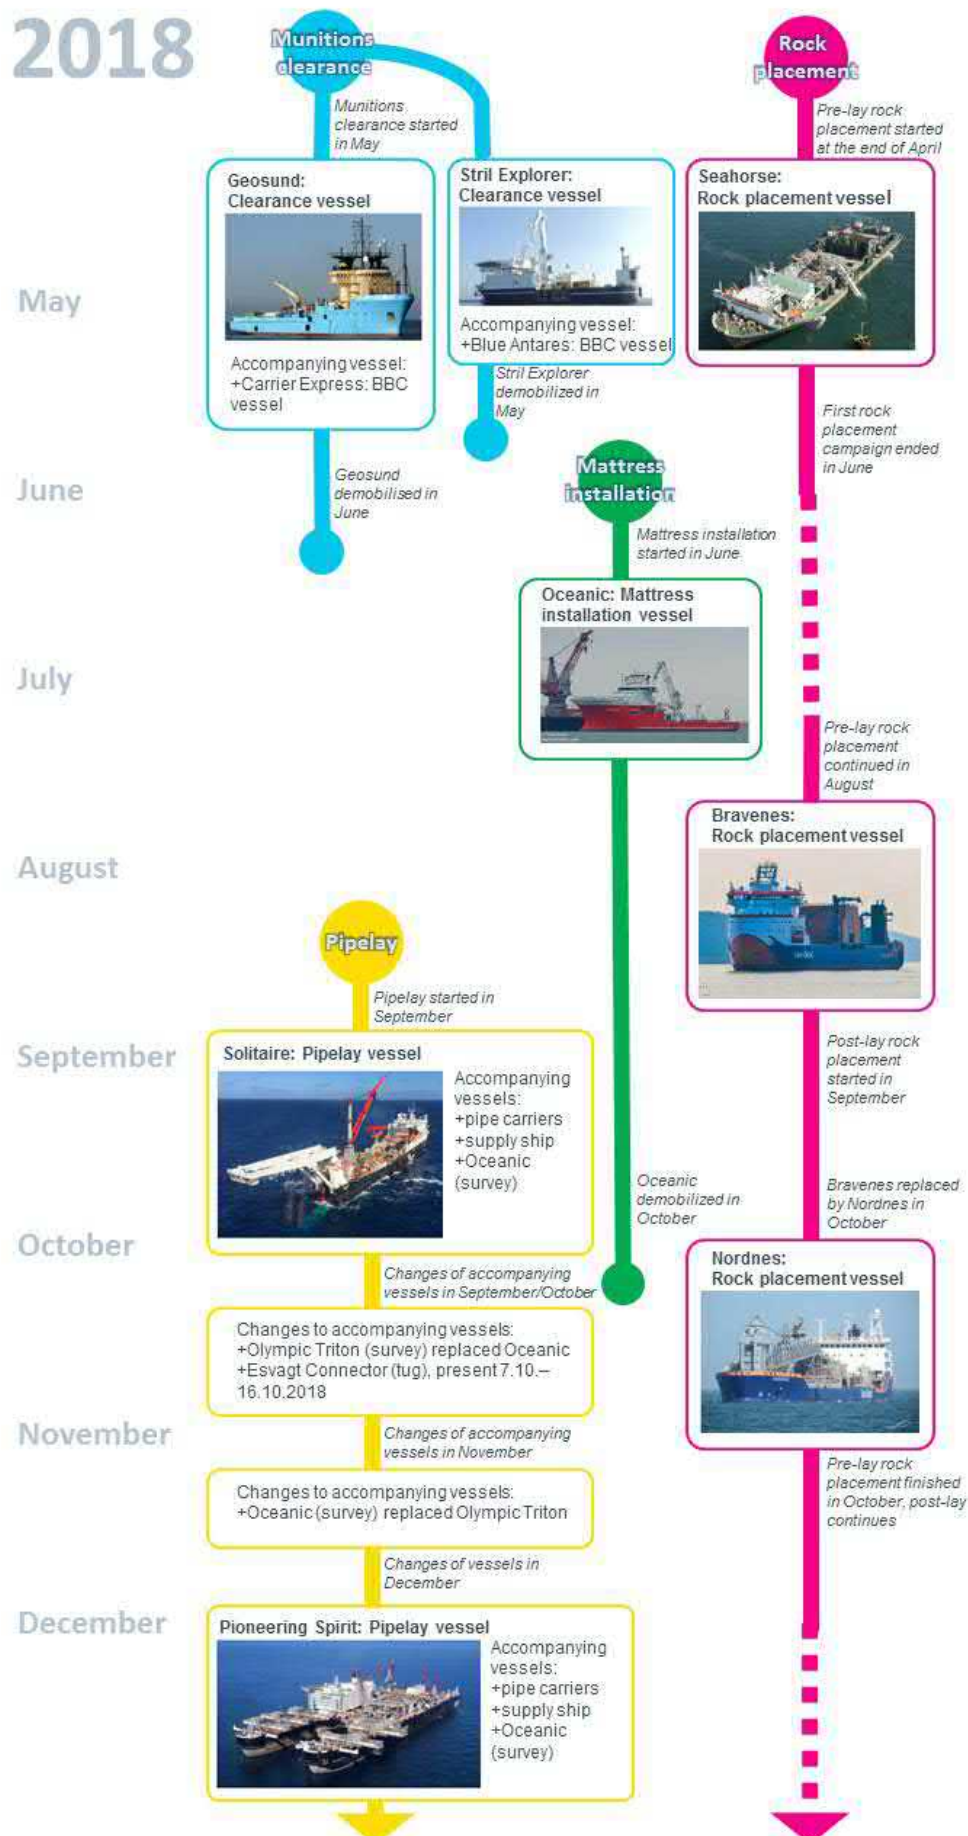 2018
Munitions
clearance
Munitions
clearance started
in May
Geosund:
Clearance vessel
Accompanying vessel:
+Carrier Express: BBC
vessel
Geosund
demobilised in
June
Stril Explorer:
Clearance vessel
Accompanying vessel:
+Blue Antares: BBC vessel
Stril Explorer
demobilized in
May
Rock
placement
Pre-lay rock
placement started
at the end of April
Seahorse:
Rock placement vessel
First rock
placement
campaign ended
in June
May
June
Mattress
installation
Mattress installation
started in June
Oceanic: Mattress
installation vessel
July
Pre-lay rock
placement
continued in
August
Bravenes:
Rock placement vessel
August
Pipelay
Pipelay started in
September
September
Solitaire: Pipelay vessel
Accompanying
vessels:
+pipe carriers
+supply ship
+Oceanic
(survey)
Post-lay rock
placement
started in
September
Oceanic
demobilized in
October
Bravenes replaced
by Nordnes in
October
October
Nordnes:
Rock placement vessel
Changes of accompanying
vessels in September/October
Changes to accompanying vessels:
+Olympic Triton (survey) replaced Oceanic
+Esvagt Connector (tug), present 7.10.–
16.10.2018
November
Changes of accompanying
vessels in November
Pre-lay rock
placement finished
in October, post-lay
continues
Changes to accompanying vessels:
+Oceanic (survey) replaced Olympic Triton
Changes of vessels in
December
December
Pioneering Spirit: Pipelay vessel
Accompanying
vessels:
+pipe carriers
+supply ship
+Oceanic
(survey)